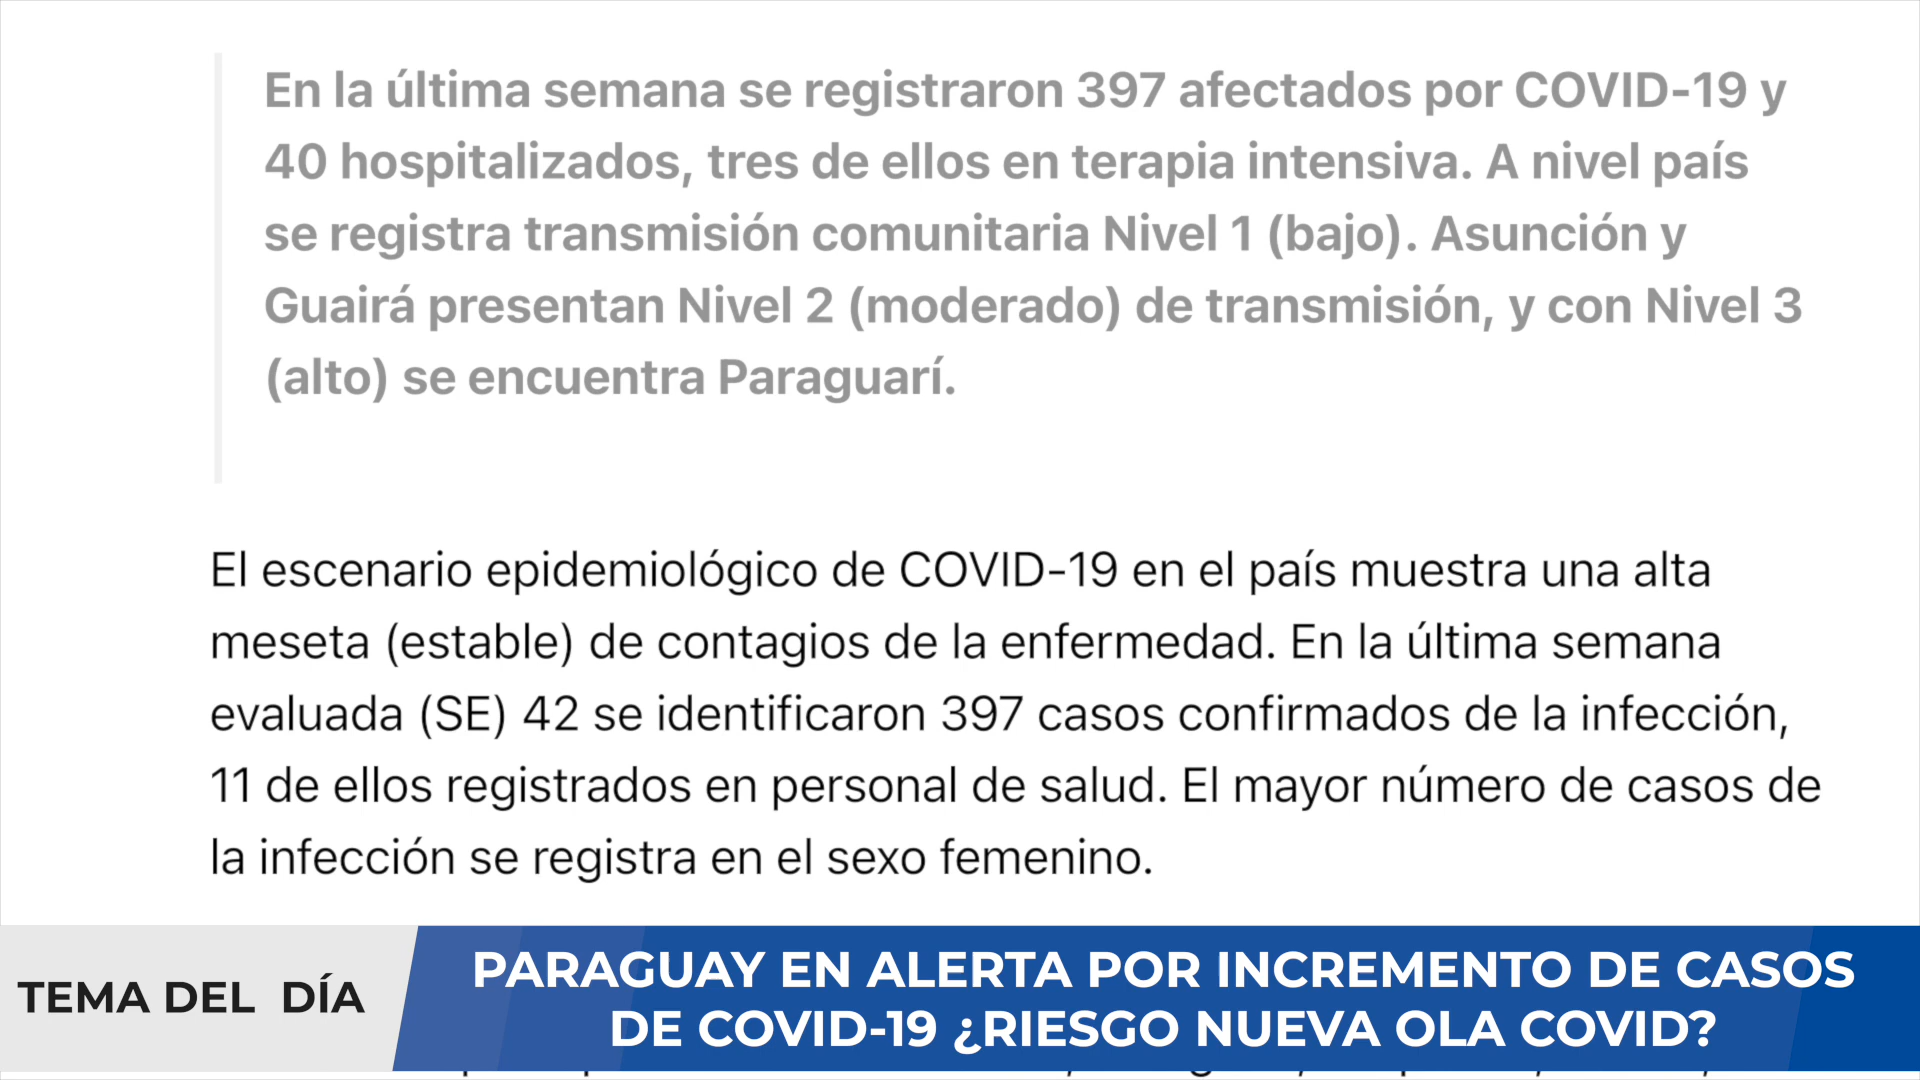 En la última semana se registraron 397 afectados por COVID-19 y
40 hospitalizados, tres de ellos en terapia intensiva. A nivel país
se registra transmisión comunitaria Nivel 1 (bajo). Asunción y
Guairá presentan Nivel 2 (moderado) de transmisión, y con Nivel 3
(alto) se encuentra Paraguarí.
El escenario epidemiológico de COVID-19 en el país muestra una alta
meseta (estable) de contagios de la enfermedad. En la última semana
evaluada (SE) 42 se identificaron 397 casos confirmados de la infección,
11 de ellos registrados en personal de salud. El mayor número de casos de
la infección se registra en el sexo femenino.
TEMA DEL DÍA
PARAGUAY EN ALERTA POR INCREMENTO DE CASOS
DE COVID-19 ¿RIESGO NUEVA OLA COVID?